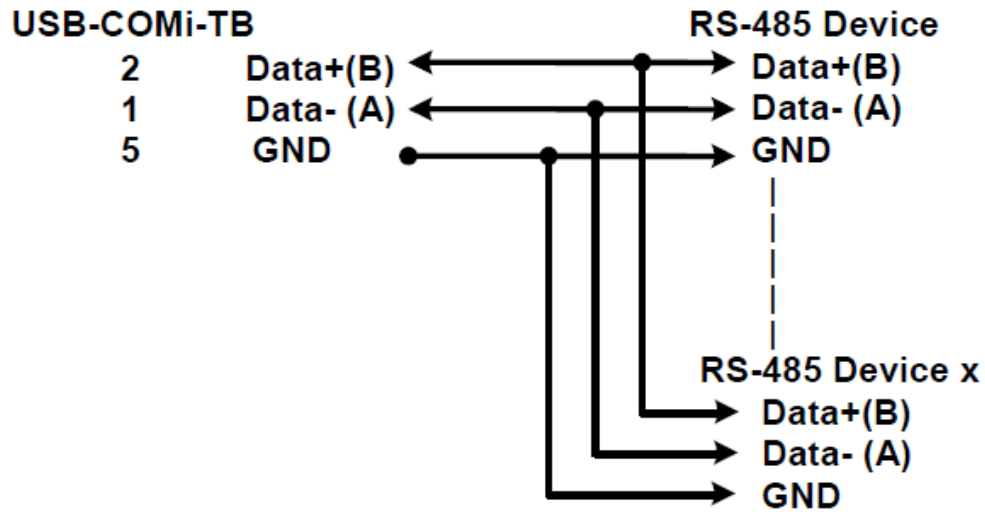 USB-COMi-TB RS-485 Device
2 Data+(B) Data+(B)
1 Data- (A) Data- (A)
5 GND GND
RS-485 Device x
Data+(B)
Data- (A)
GND